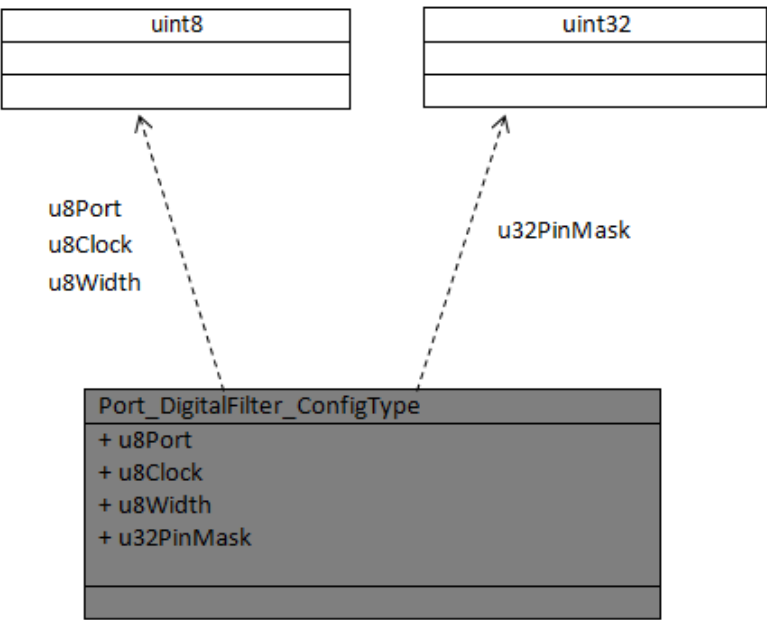 uint8
uint32
u8Port
u8Clock
u8Width
u32PinMask
Port_DigitalFilter_ConfigType
+ u8Port
+ u8Clock
+ u8Width
+ u32PinMask